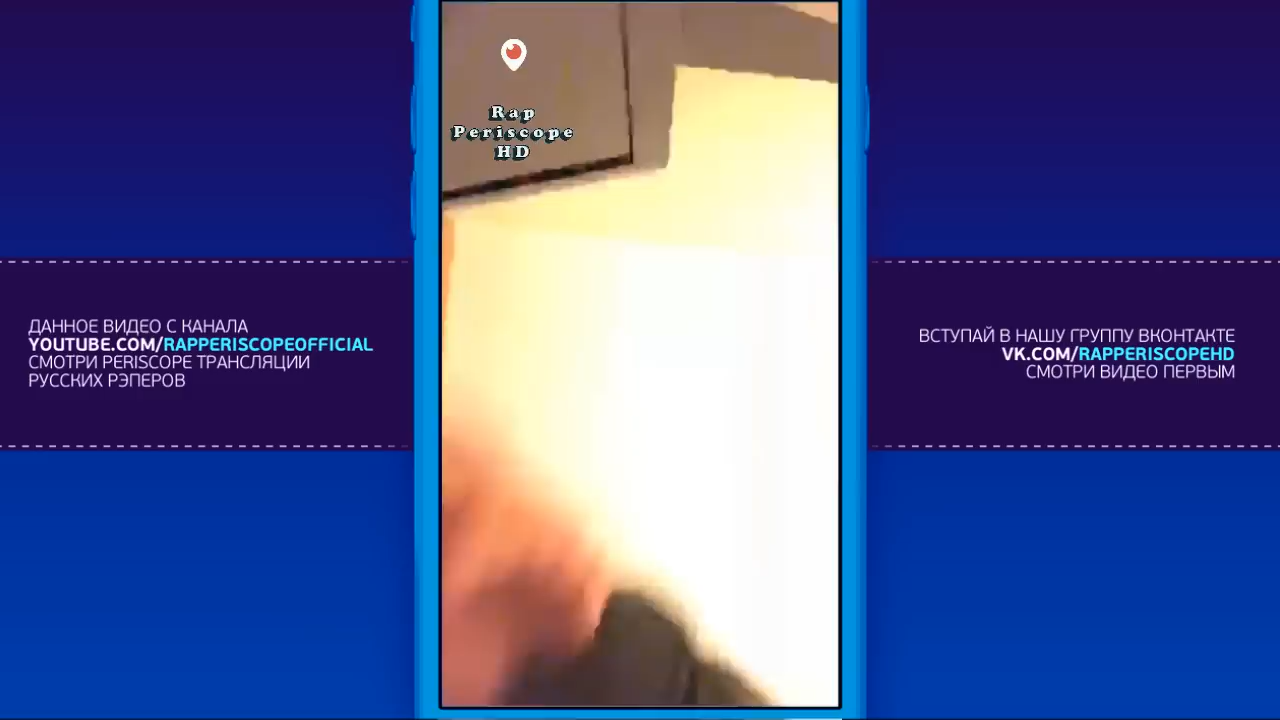 Rap
Periscope
HD
ДАННОЕ ВИДЕО С КАНАЛА
YOUTUBE.COM/RAPPERISCOPEOFFICIAL
СМОТРИ PERISCOPE ТРАНСЛЯЦИИ
РУССКИХ РЭПЕРОВ
ВСТУПАЙ В НАШУ ГРУППУ ВКОНТАКТЕ
VK.COM/RAPPERISCOPEHD
СМОТРИ ВИДЕО ПЕРВЫМ